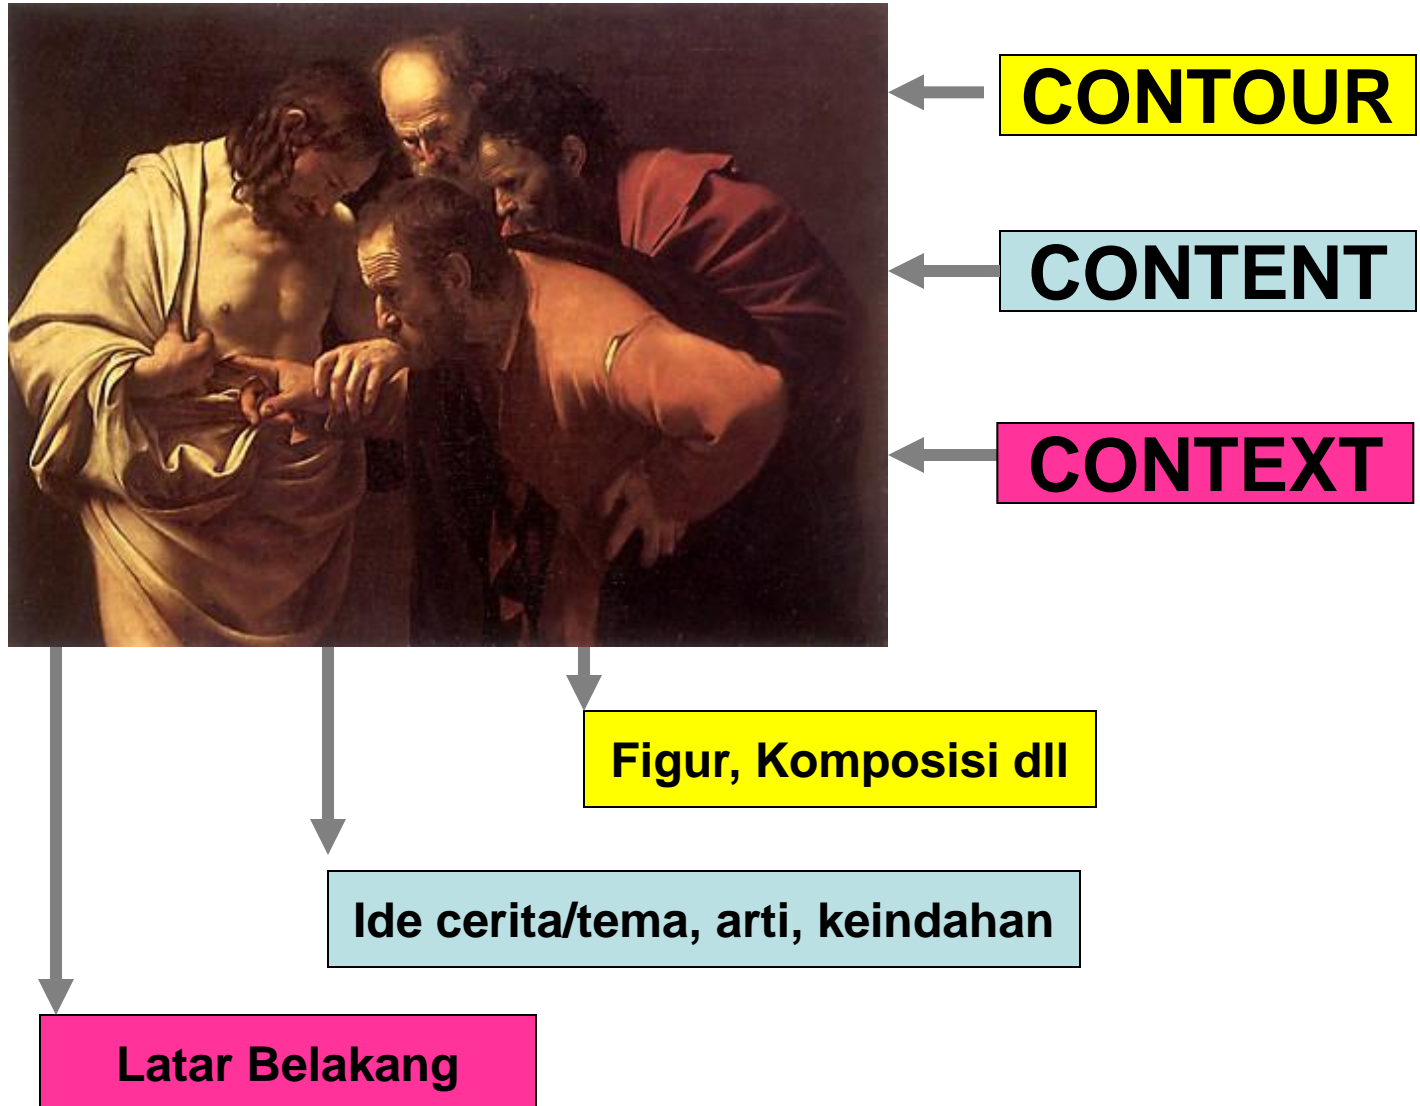 CONTOUR
CONTENT
CONTEXT
Figur, Komposisi dll
Ide cerita/tema, arti, keindahan
Latar Belakang